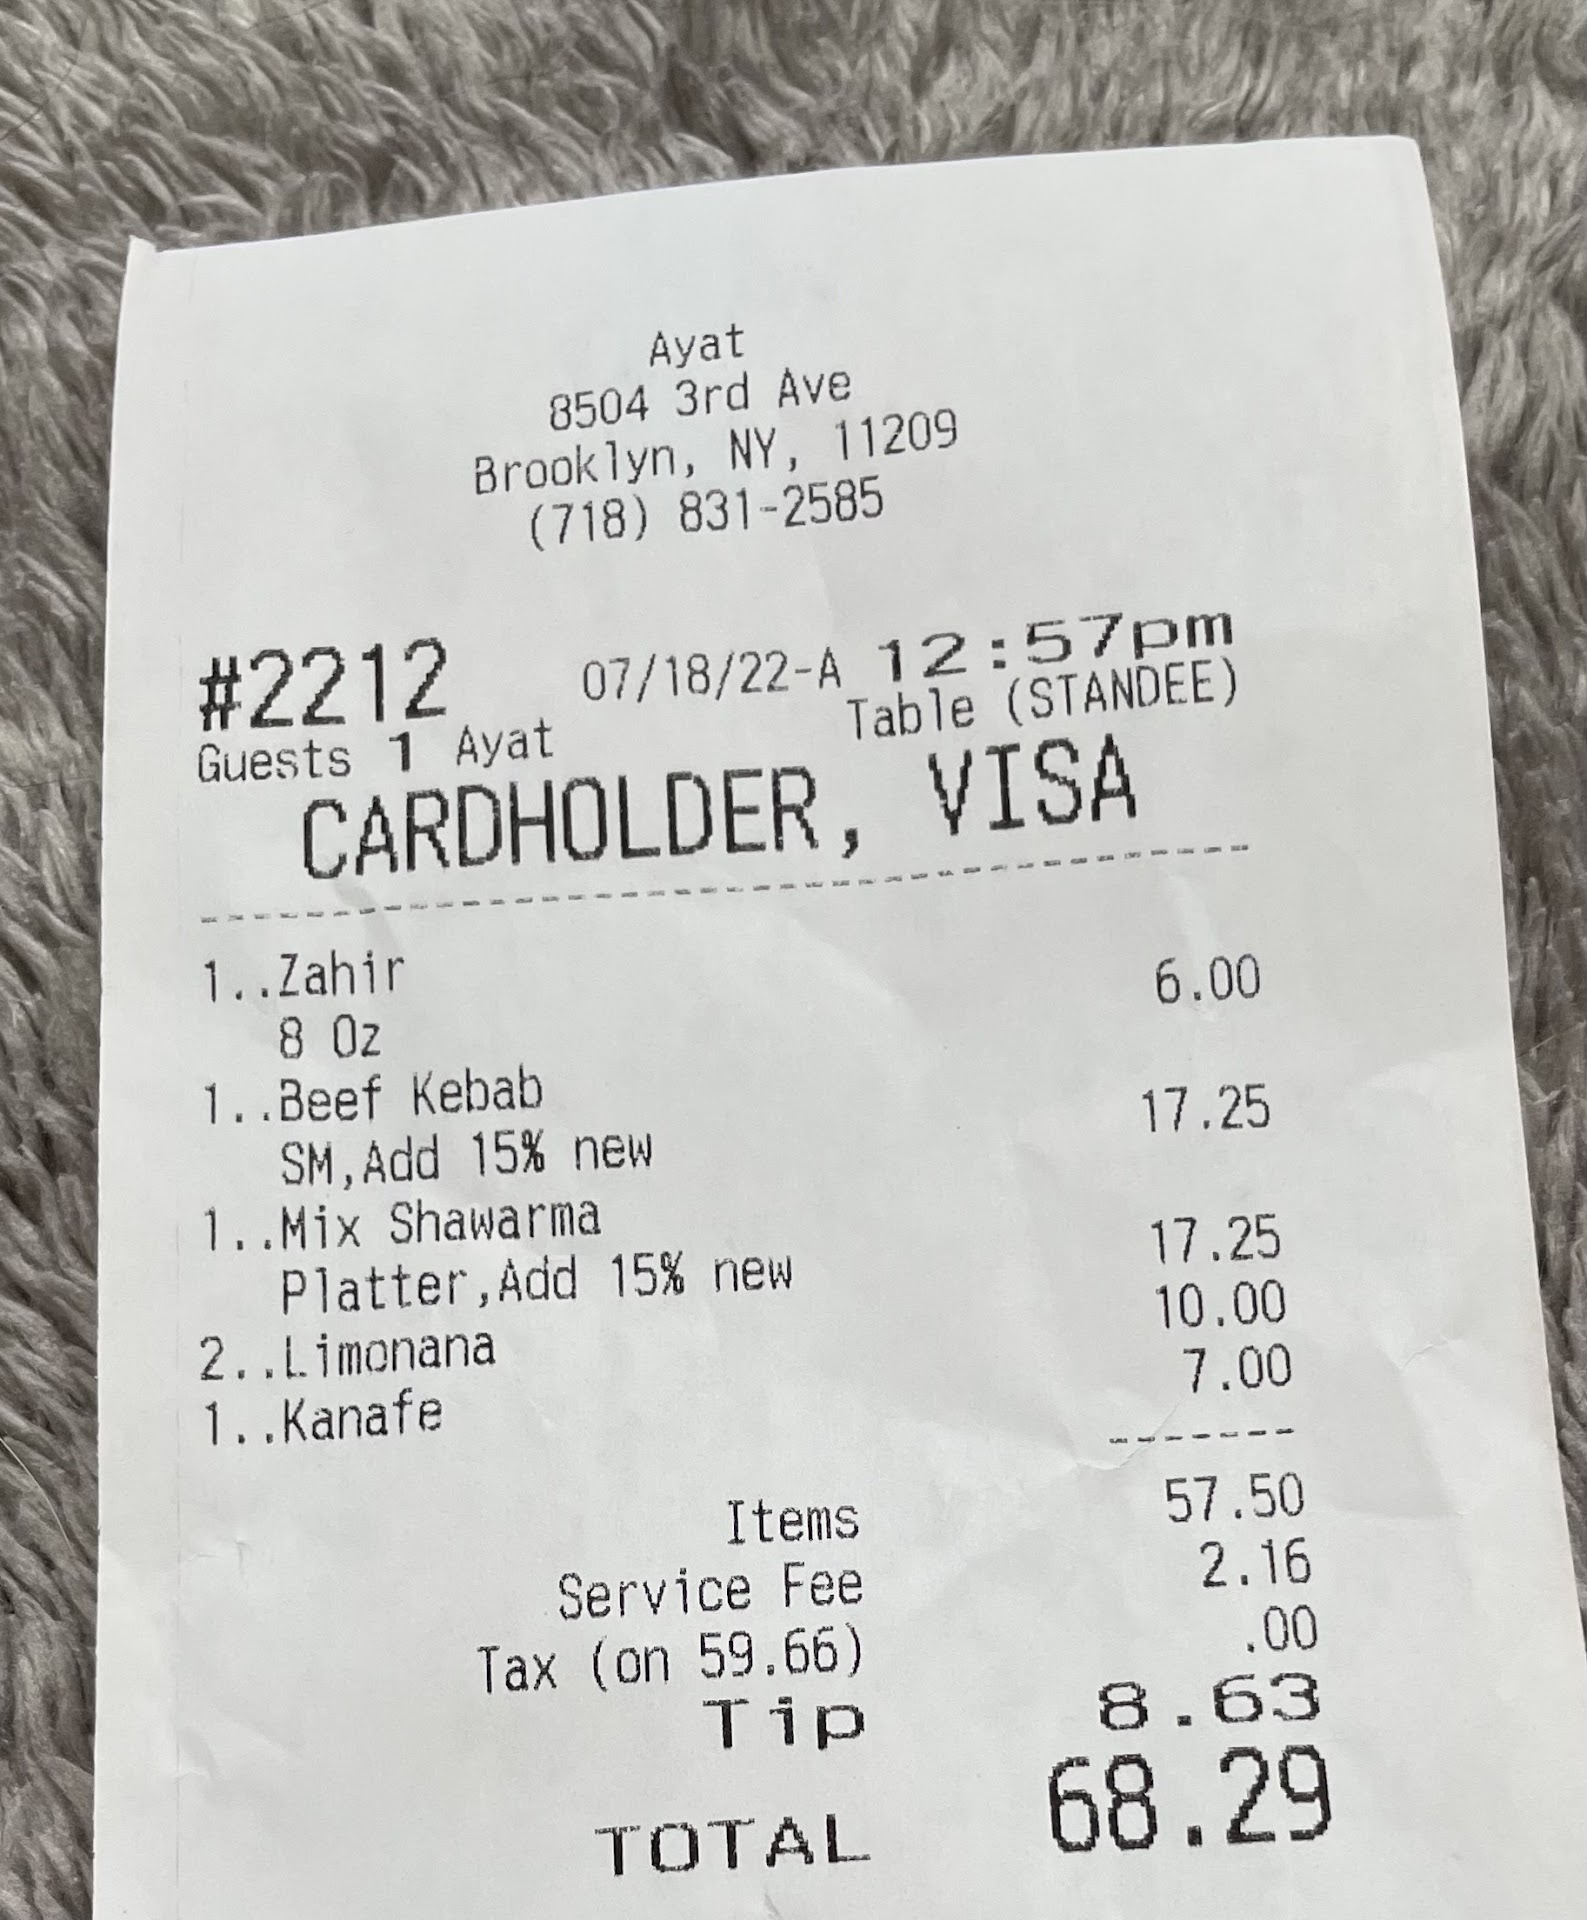 Ayat
8504 3rd Ave
Brooklyn, NY, 11209
(718) 831-2585
#2212 07/18/22-A 12:57pm
Guests 1 Ayat Table (STANDEE)
CARDHOLDER, VISA
1..Zahir 6.00
8 Oz
1..Beef Kebab 17.25
SM,Add 15% new
1..Mix Shawarma 17.25
Platter,Add 15% new
2..Limonana 10.00
1..Kanafe 7.00
Items 57.50
Service Fee 2.16
Tax (on 59.66) .00
Tip 8.63
TOTAL 68.29